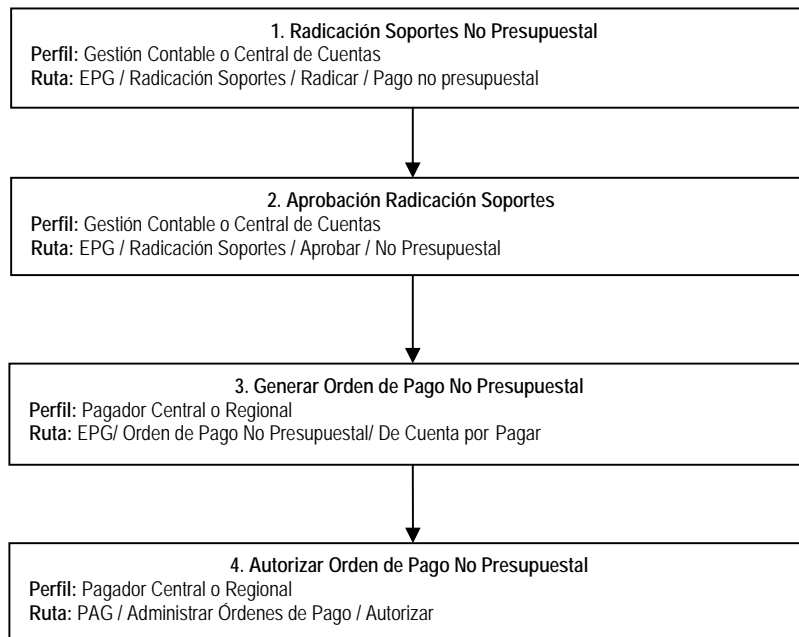 1. Radicación Soportes No Presupuestal
Perfil: Gestión Contable o Central de Cuentas
Ruta: EPG / Radicación Soportes / Radicar / Pago no presupuestal
2. Aprobación Radicación Soportes
Perfil: Gestión Contable o Central de Cuentas
Ruta: EPG / Radicación Soportes / Aprobar / No Presupuestal
3. Generar Orden de Pago No Presupuestal
Perfil: Pagador Central o Regional
Ruta: EPG/ Orden de Pago No Presupuestal/ De Cuenta por Pagar
4. Autorizar Orden de Pago No Presupuestal
Perfil: Pagador Central o Regional
Ruta: PAG / Administrar Órdenes de Pago / Autorizar